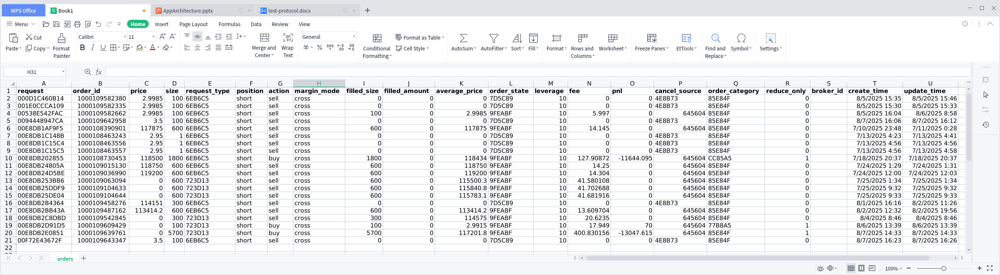 WPS Office Book1 AppArchitecture.pptx test-protocol.docx
Menu Home Insert Page Layout Formulas Data Review View
Paste Cut Copy Format Painter Calibri 11 Merge and Center Wrap Text General Conditional Formatting Format as Table Cell Style AutoSum AutoFilter Sort Fill Format Rows and Columns Worksheet Freeze Panes EtTools Find and Replace Symbol Settings
H31 fx
A B C D E F G H I J K L M N O P Q R S T U
1 request order_id price size request_type position action margin_mode filled_size filled_amount average_price order_state leverage fee pnl cancel_source order_category reduce_only broker_id create_time update_time
2 000D1C460B14 1000109582380 2.9985 100 6EB6C5 short sell cross 0 0 0 7D5C89 10 0 0 4E8B73 85E84F 0 8/5/2025 15:35 8/5/2025 15:46
3 001E0CCCA109 1000109582335 2.9985 100 6EB6C5 short sell cross 0 0 0 7D5C89 10 0 0 4E8B73 85E84F 0 8/5/2025 15:30 8/5/2025 15:33
4 00538E542FAC 1000109582662 2.9985 100 6EB6C5 short sell cross 100 0 2.9985 9FEABF 10 5.997 0 645604 85E84F 0 8/5/2025 16:04 8/6/2025 8:58
5 0094448947CA 1000109642958 3.5 100 6EB6C5 short sell cross 0 0 0 7D5C89 10 0 0 4E8B73 85E84F 0 8/7/2025 16:06 8/7/2025 16:12
6 00E8DB1AF9F5 1000108390901 117875 600 6EB6C5 short sell cross 600 0 117875 9FEABF 10 14.145 0 645604 85E84F 0 7/10/2025 23:48 7/11/2025 0:28
7 00E8DB1C148B 1000108463243 2.95 1 6EB6C5 short sell cross 0 0 0 7D5C89 10 0 0 4E8B73 85E84F 0 7/13/2025 4:23 7/13/2025 4:41
8 00E8DB1C15C4 1000108463556 2.95 1 6EB6C5 short sell cross 0 0 0 7D5C89 10 0 0 4E8B73 85E84F 0 7/13/2025 4:56 7/13/2025 4:56
9 00E8DB1C15C5 1000108463557 2.95 1 6EB6C5 short sell cross 0 0 0 7D5C89 10 0 0 4E8B73 85E84F 0 7/13/2025 4:56 7/13/2025 4:58
10 00E8DB202855 1000108730453 118500 1800 6EB6C5 short buy cross 1800 0 118434 9FEABF 10 127.90872 -11644.095 645604 CC85A5 1 7/18/2025 20:37 7/18/2025 20:37
11 00E8DB24805A 1000109015130 118750 600 6EB6C5 short sell cross 600 0 118750 9FEABF 10 14.25 0 645604 85E84F 0 7/24/2025 1:29 7/24/2025 1:31
12 00E8DB24D5BE 1000109036990 119200 600 6EB6C5 short sell cross 600 0 119200 9FEABF 10 14.304 0 645604 85E84F 0 7/24/2025 12:00 7/24/2025 12:03
13 00E8DB253BB6 1000109063094 0 600 723D13 short sell cross 600 0 115500.3 9FEABF 10 41.580108 0 645604 85E84F 0 7/25/2025 1:34 7/25/2025 1:34
14 00E8DB25DDF9 1000109104633 0 600 723D13 short sell cross 600 0 115840.8 9FEABF 10 41.702688 0 645604 85E84F 0 7/25/2025 9:32 7/25/2025 9:32
15 00E8DB25DE04 1000109104644 0 600 723D13 short sell cross 600 0 115783.1 9FEABF 10 41.681916 0 645604 85E84F 0 7/25/2025 9:33 7/25/2025 9:33
16 00E8DB2B4364 1000109458276 114151 300 6EB6C5 short sell cross 0 0 0 7D5C89 10 0 0 4E8B73 85E84F 0 8/1/2025 16:16 8/2/2025 11:26
17 00E8DB2BB43A 1000109487162 113414.2 600 6EB6C5 short sell cross 600 0 113414.2 9FEABF 10 13.609704 0 645604 85E84F 0 8/2/2025 12:32 8/2/2025 19:56
18 00E8DB2C8DBD 1000109542845 0 300 723D13 short sell cross 300 0 114575 9FEABF 10 20.6235 0 645604 85E84F 0 8/4/2025 8:46 8/4/2025 8:46
19 00E8DB2D91D5 1000109609429 0 100 723D13 short buy cross 100 0 2.9915 9FEABF 10 17.949 70 645604 77B8A5 1 8/6/2025 13:39 8/6/2025 13:39
20 00E8DB2E0851 1000109639761 0 5700 723D13 short buy cross 5700 0 117201.8 9FEABF 10 400.830156 -13047.615 645604 85E84F 1 8/7/2025 14:33 8/7/2025 14:33
21 00F72E43672F 1000109643347 3.5 100 6EB6C5 short sell cross 0 0 0 7D5C89 10 0 0 4E8B73 85E84F 0 8/7/2025 16:23 8/7/2025 16:26
22
orders
100%